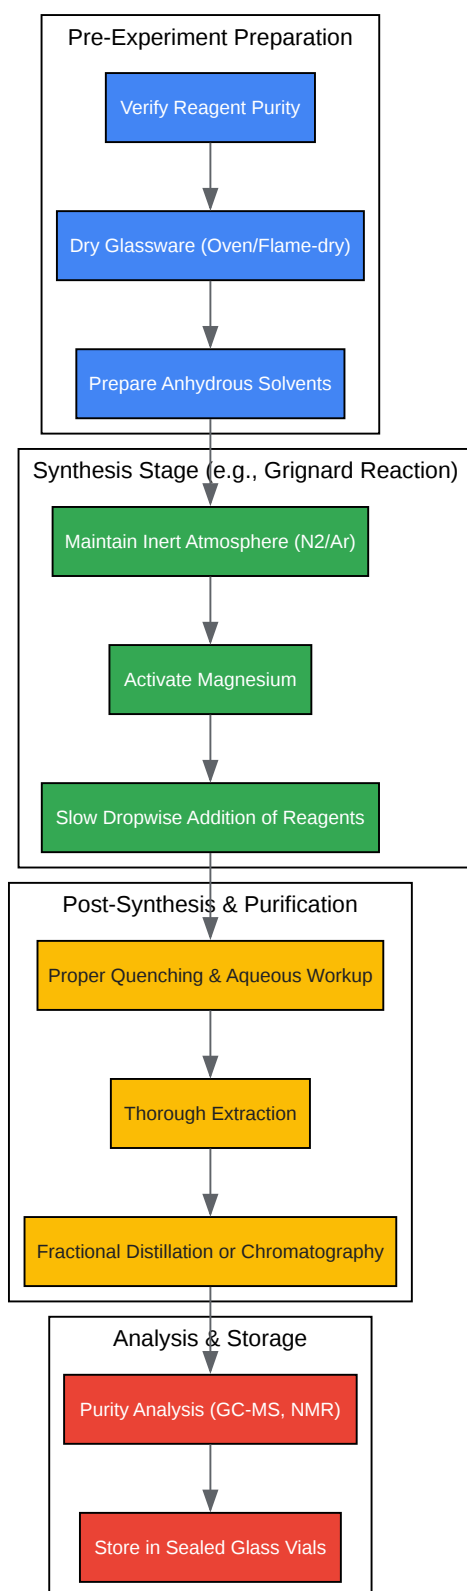 Pre-Experiment Preparation
Verify Reagent Purity
Dry Glassware (Oven/Flame-dry)
Prepare Anhydrous Solvents
Synthesis Stage (e.g., Grignard Reaction)
Maintain Inert Atmosphere (N2/Ar)
Activate Magnesium
Slow Dropwise Addition of Reagents
Post-Synthesis & Purification
Proper Quenching & Aqueous Workup
Thorough Extraction
Fractional Distillation or Chromatography
Analysis & Storage
Purity Analysis (GC-MS, NMR)
Store in Sealed Glass Vials